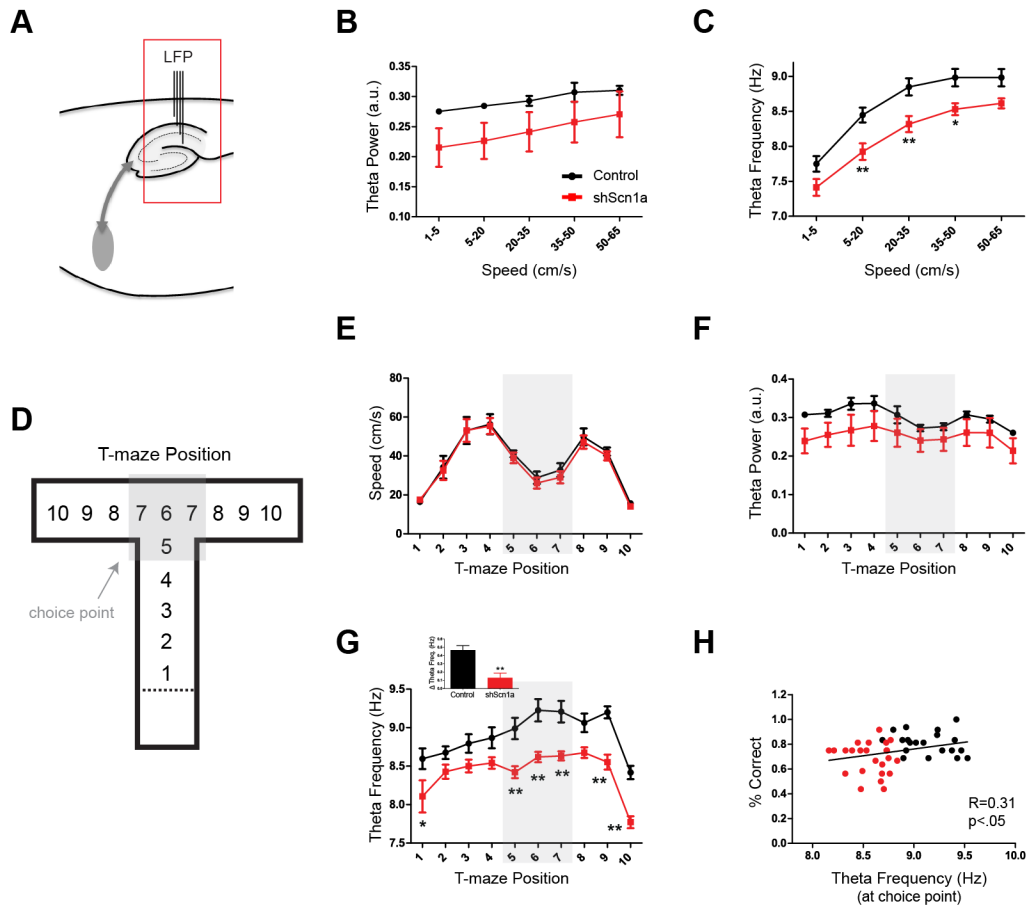 A
LFP
B
Theta Power (a.u.)
0.35
0.30
0.25
0.20
0.15
0.10
Control
shScn1a
1-5
5-20
20-35
35-50
50-65
Speed (cm/s)
C
Theta Frequency (Hz)
9.0
8.5
8.0
7.5
7.0
**
**
*
1-5
5-20
20-35
35-50
50-65
Speed (cm/s)
D
T-maze Position
10 9 8 7 6 7 8 9 10
5
4
3
2
1
choice point
E
Speed (cm/s)
80
60
40
20
0
1 2 3 4 5 6 7 8 9 10
T-maze Position
F
Theta Power (a.u.)
0.4
0.3
0.2
0.1
0.0
1 2 3 4 5 6 7 8 9 10
T-maze Position
G
Δ Theta Freq. (Hz)
**
Control
shScn1a
Theta Frequency (Hz)
9.5
9.0
8.5
8.0
7.5
*
**
**
**
**
**
1 2 3 4 5 6 7 8 9 10
T-maze Position
H
% Correct
1.2
1.0
0.8
0.6
0.4
0.2
0.0
R=0.31
p<.05
8.0 8.5 9.0 9.5 10.0
Theta Frequency (Hz)
(at choice point)